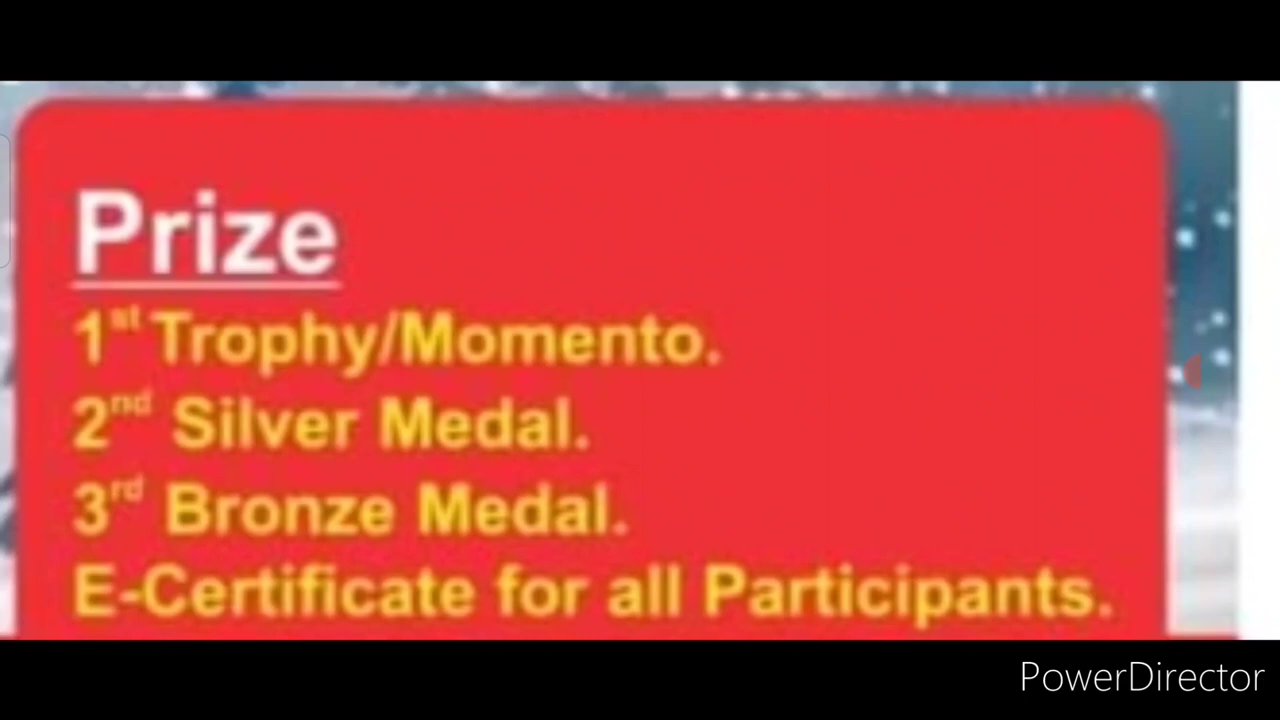 Prize
1st Trophy/Momento.
2nd Silver Medal.
3rd Bronze Medal.
E-Certificate for all Participants.
PowerDirector